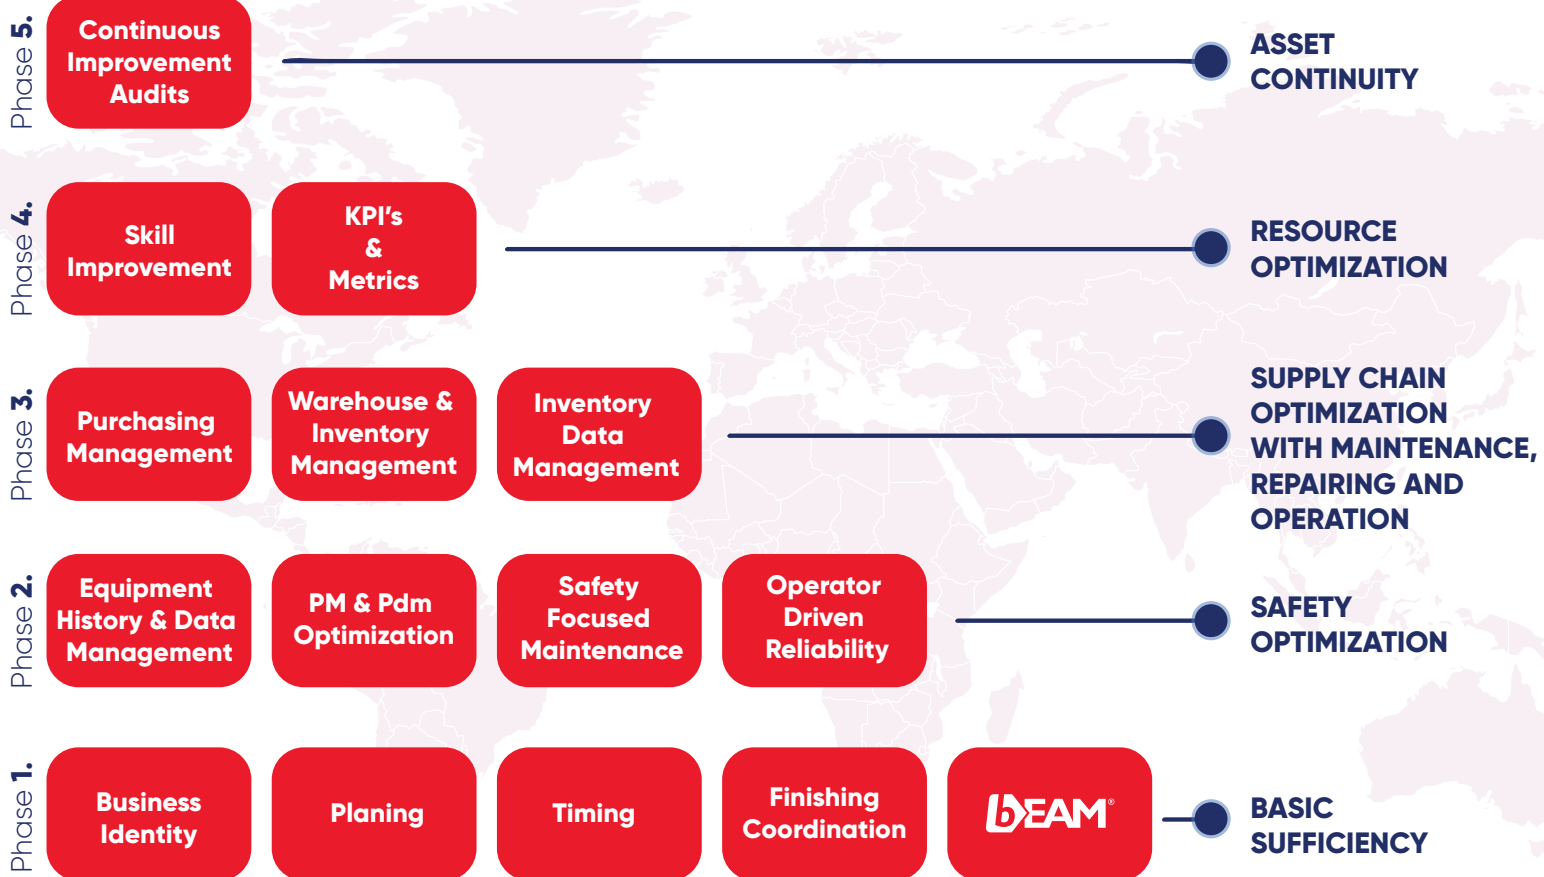 Phase 5.
Continuous
Improvement
Audits
ASSET
CONTINUITY
Phase 4.
Skill
Improvement
KPI's
&
Metrics
RESOURCE
OPTIMIZATION
Phase 3.
Purchasing
Management
Warehouse &
Inventory
Management
Inventory
Data
Management
SUPPLY CHAIN
OPTIMIZATION
WITH MAINTENANCE,
REPAIRING AND
OPERATION
Phase 2.
Equipment
History & Data
Management
PM & Pdm
Optimization
Safety
Focused
Maintenance
Operator
Driven
Reliability
SAFETY
OPTIMIZATION
Phase 1.
Business
Identity
Planing
Timing
Finishing
Coordination
bEAM®
BASIC
SUFFICIENCY